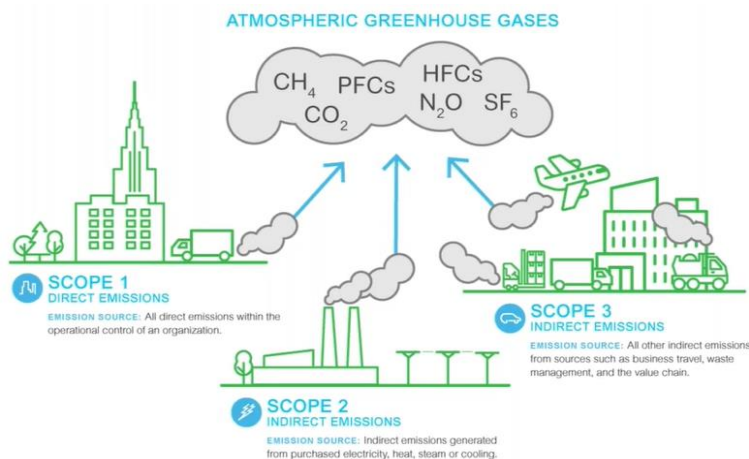 ATMOSPHERIC GREENHOUSE GASES
CH₄ PFCs HFCs
CO₂ N₂O SF₆
SCOPE 1
DIRECT EMISSIONS
EMISSION SOURCE: All direct emissions within the
operational control of an organization.
SCOPE 2
INDIRECT EMISSIONS
EMISSION SOURCE: Indirect emissions generated
from purchased electricity, heat, steam or cooling.
SCOPE 3
INDIRECT EMISSIONS
EMISSION SOURCE: All other indirect emissions
from sources such as business travel, waste
management, and the value chain.